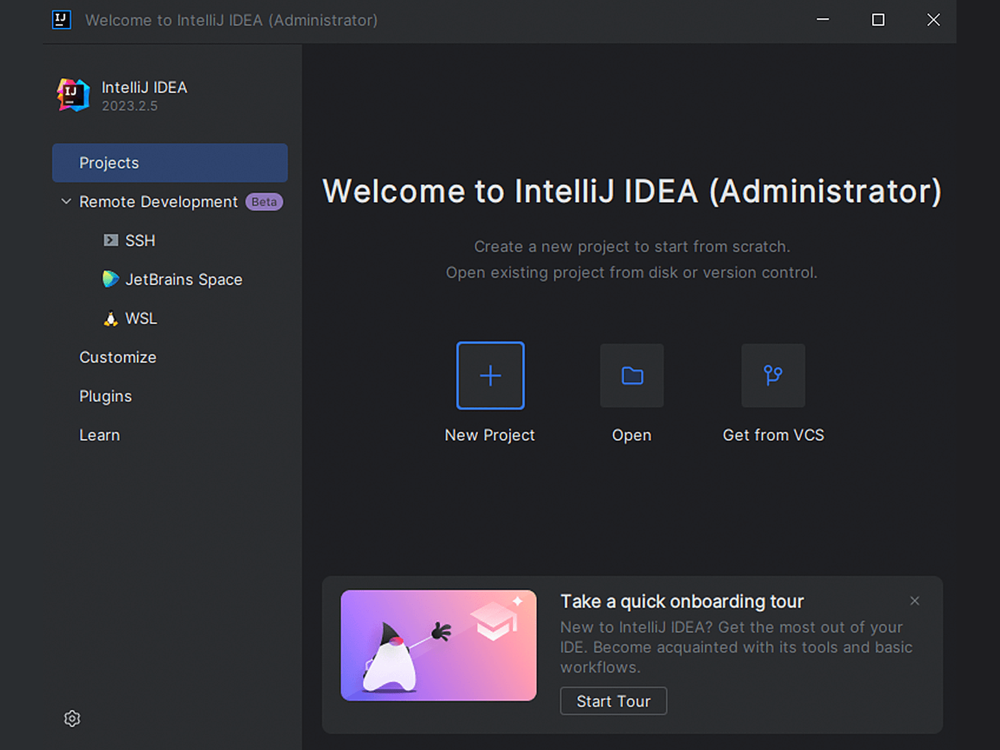 IJ
Welcome to IntelliJ IDEA (Administrator)
IJ
IntelliJ IDEA
2023.2.5
Projects
Remote Development Beta
SSH
JetBrains Space
WSL
Customize
Plugins
Learn
Welcome to IntelliJ IDEA (Administrator)
Create a new project to start from scratch.
Open existing project from disk or version control.
New Project
Open
Get from VCS
Take a quick onboarding tour
New to IntelliJ IDEA? Get the most out of your
IDE. Become acquainted with its tools and basic
workflows.
Start Tour